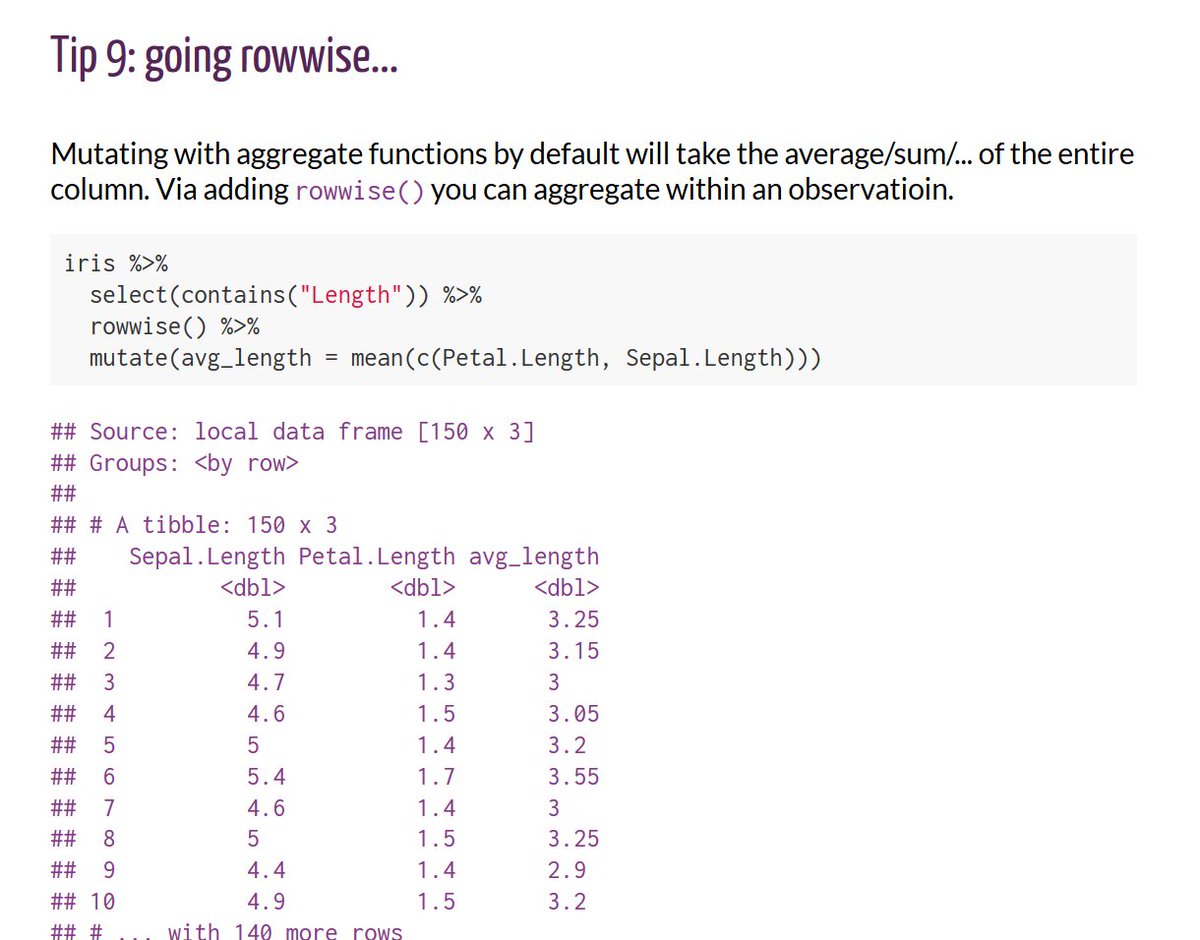 Tip 9: going rowwise...
Mutating with aggregate functions by default will take the average/sum/... of the entire
column. Via adding rowwise() you can aggregate within an observatioin.
iris %>%
  select(contains("Length")) %>%
  rowwise() %>%
  mutate(avg_length = mean(c(Petal.Length, Sepal.Length)))
## Source: local data frame [150 x 3]
## Groups: <by row>
##
## # A tibble: 150 x 3
##    Sepal.Length Petal.Length avg_length
##           <dbl>        <dbl>      <dbl>
##  1          5.1          1.4       3.25
##  2          4.9          1.4       3.15
##  3          4.7          1.3       3
##  4          4.6          1.5       3.05
##  5          5            1.4       3.2
##  6          5.4          1.7       3.55
##  7          4.6          1.4       3
##  8          5            1.5       3.25
##  9          4.4          1.4       2.9
## 10          4.9          1.5       3.2
## # ... with 140 more rows